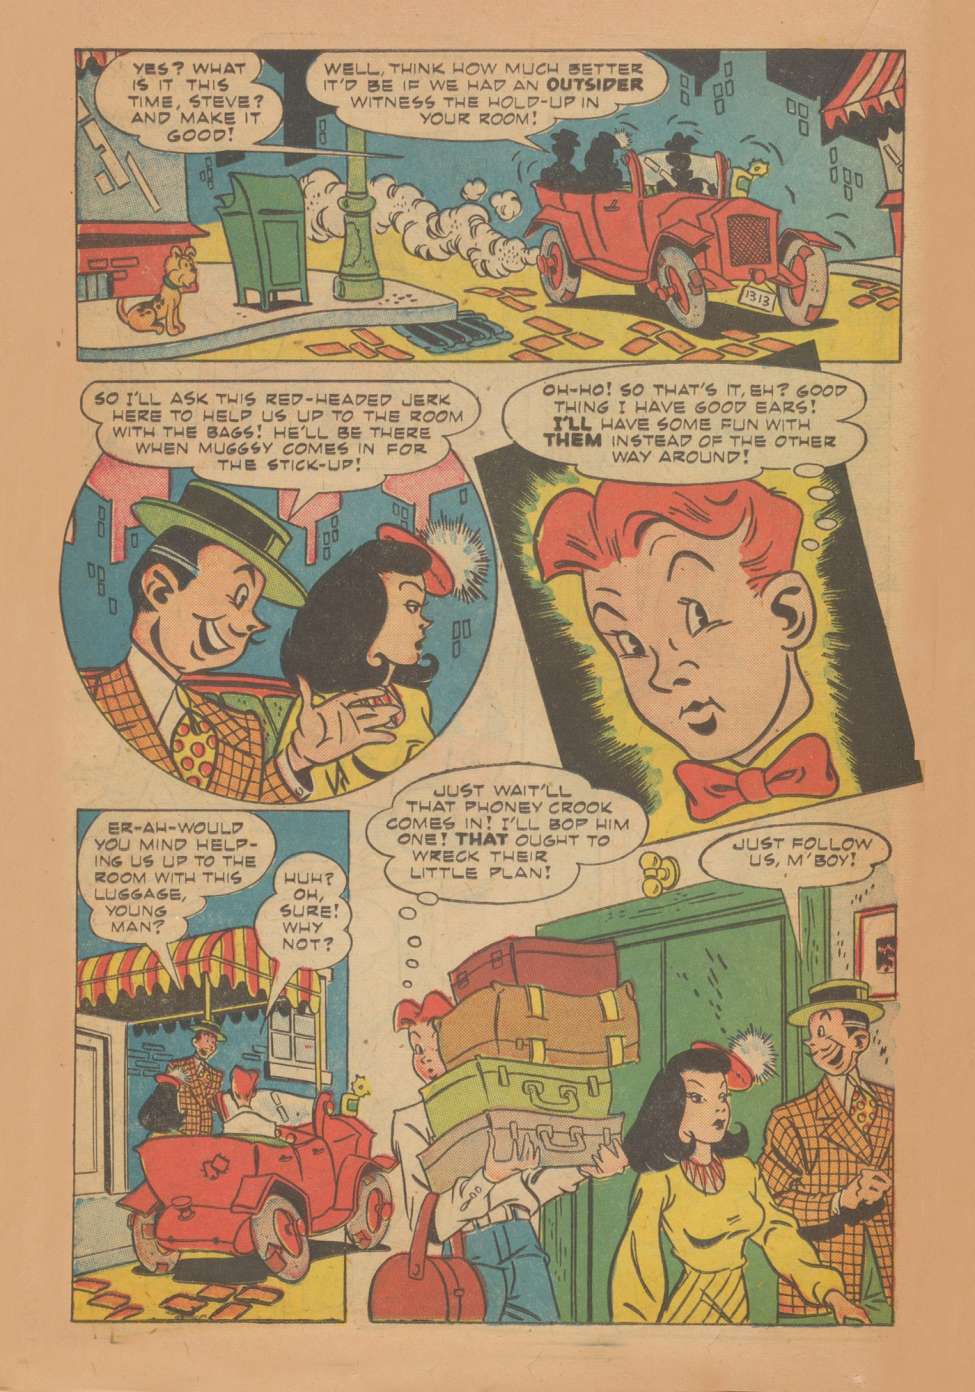 YES? WHAT
IS IT THIS
TIME, STEVE?
AND MAKE IT
GOOD!
WELL, THINK HOW MUCH BETTER
IT'D BE IF WE HAD AN OUTSIDER
WITNESS THE HOLD-UP IN
YOUR ROOM!
1313
SO I'LL ASK THIS RED-HEADED JERK
HERE TO HELP US UP TO THE ROOM
WITH THE BAGS! HE'LL BE THERE
WHEN MUGGSY COMES IN FOR
THE STICK-UP!
OH-HO! SO THAT'S IT, EH? GOOD
THING I HAVE GOOD EARS!
I'LL HAVE SOME FUN WITH
THEM INSTEAD OF THE OTHER
WAY AROUND!
ER-AH-WOULD
YOU MIND HELP-
ING US UP TO THE
ROOM WITH THIS
LUGGAGE,
YOUNG
MAN?
HUH?
OH,
SURE!
WHY
NOT?
JUST WAIT'LL
THAT PHONEY CROOK
COMES IN! I'LL BOP HIM
ONE! THAT OUGHT TO
WRECK THEIR
LITTLE PLAN!
JUST FOLLOW
US, M'BOY!